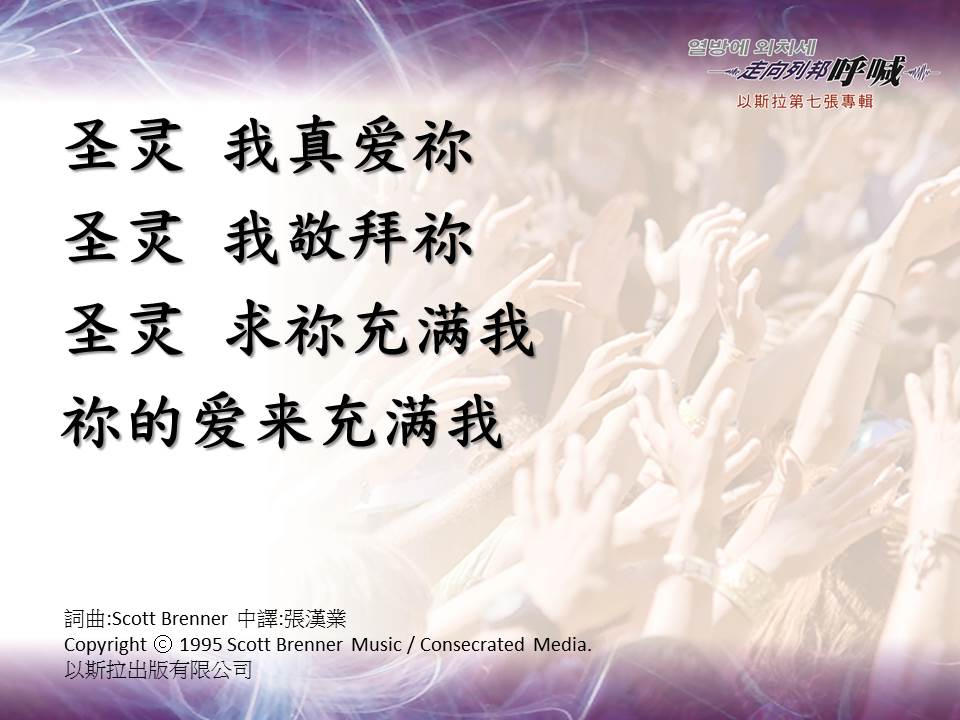 열방에 외치세
走向列邦呼喊
以斯拉第七張專輯
圣灵 我真爱祢
圣灵 我敬拜祢
圣灵 求祢充满我
祢的爱来充满我
詞曲:Scott Brenner 中譯:張漢業
Copyright ⓒ 1995 Scott Brenner Music / Consecrated Media.
以斯拉出版有限公司